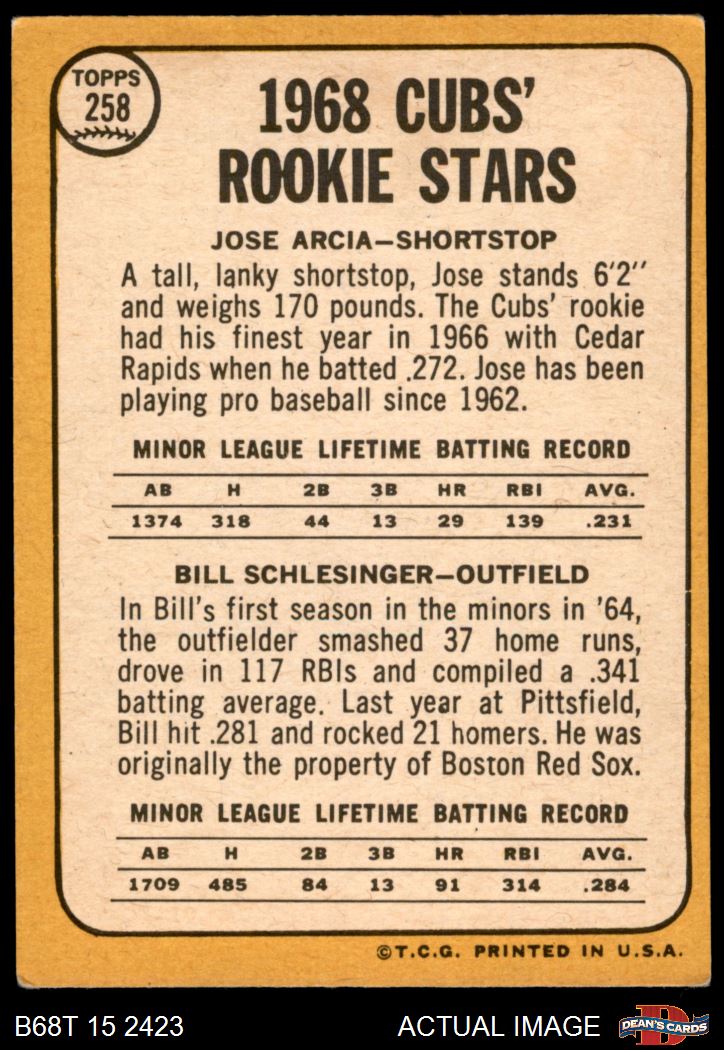 TOPPS
258
1968 CUBS'
ROOKIE STARS
JOSE ARCIA—SHORTSTOP
A tall, lanky shortstop, Jose stands 6'2''
and weighs 170 pounds. The Cubs' rookie
had his finest year in 1966 with Cedar
Rapids when he batted .272. Jose has been
playing pro baseball since 1962.
MINOR LEAGUE LIFETIME BATTING RECORD
AB H 2B 3B HR RBI AVG.
1374 318 44 13 29 139 .231
BILL SCHLESINGER—OUTFIELD
In Bill's first season in the minors in '64,
the outfielder smashed 37 home runs,
drove in 117 RBIs and compiled a .341
batting average. Last year at Pittsfield,
Bill hit .281 and rocked 21 homers. He was
originally the property of Boston Red Sox.
MINOR LEAGUE LIFETIME BATTING RECORD
AB H 2B 3B HR RBI AVG.
1709 485 84 13 91 314 .284
©T.C.G. PRINTED IN U.S.A.
B68T 15 2423 ACTUAL IMAGE D DEAN'S CARDS